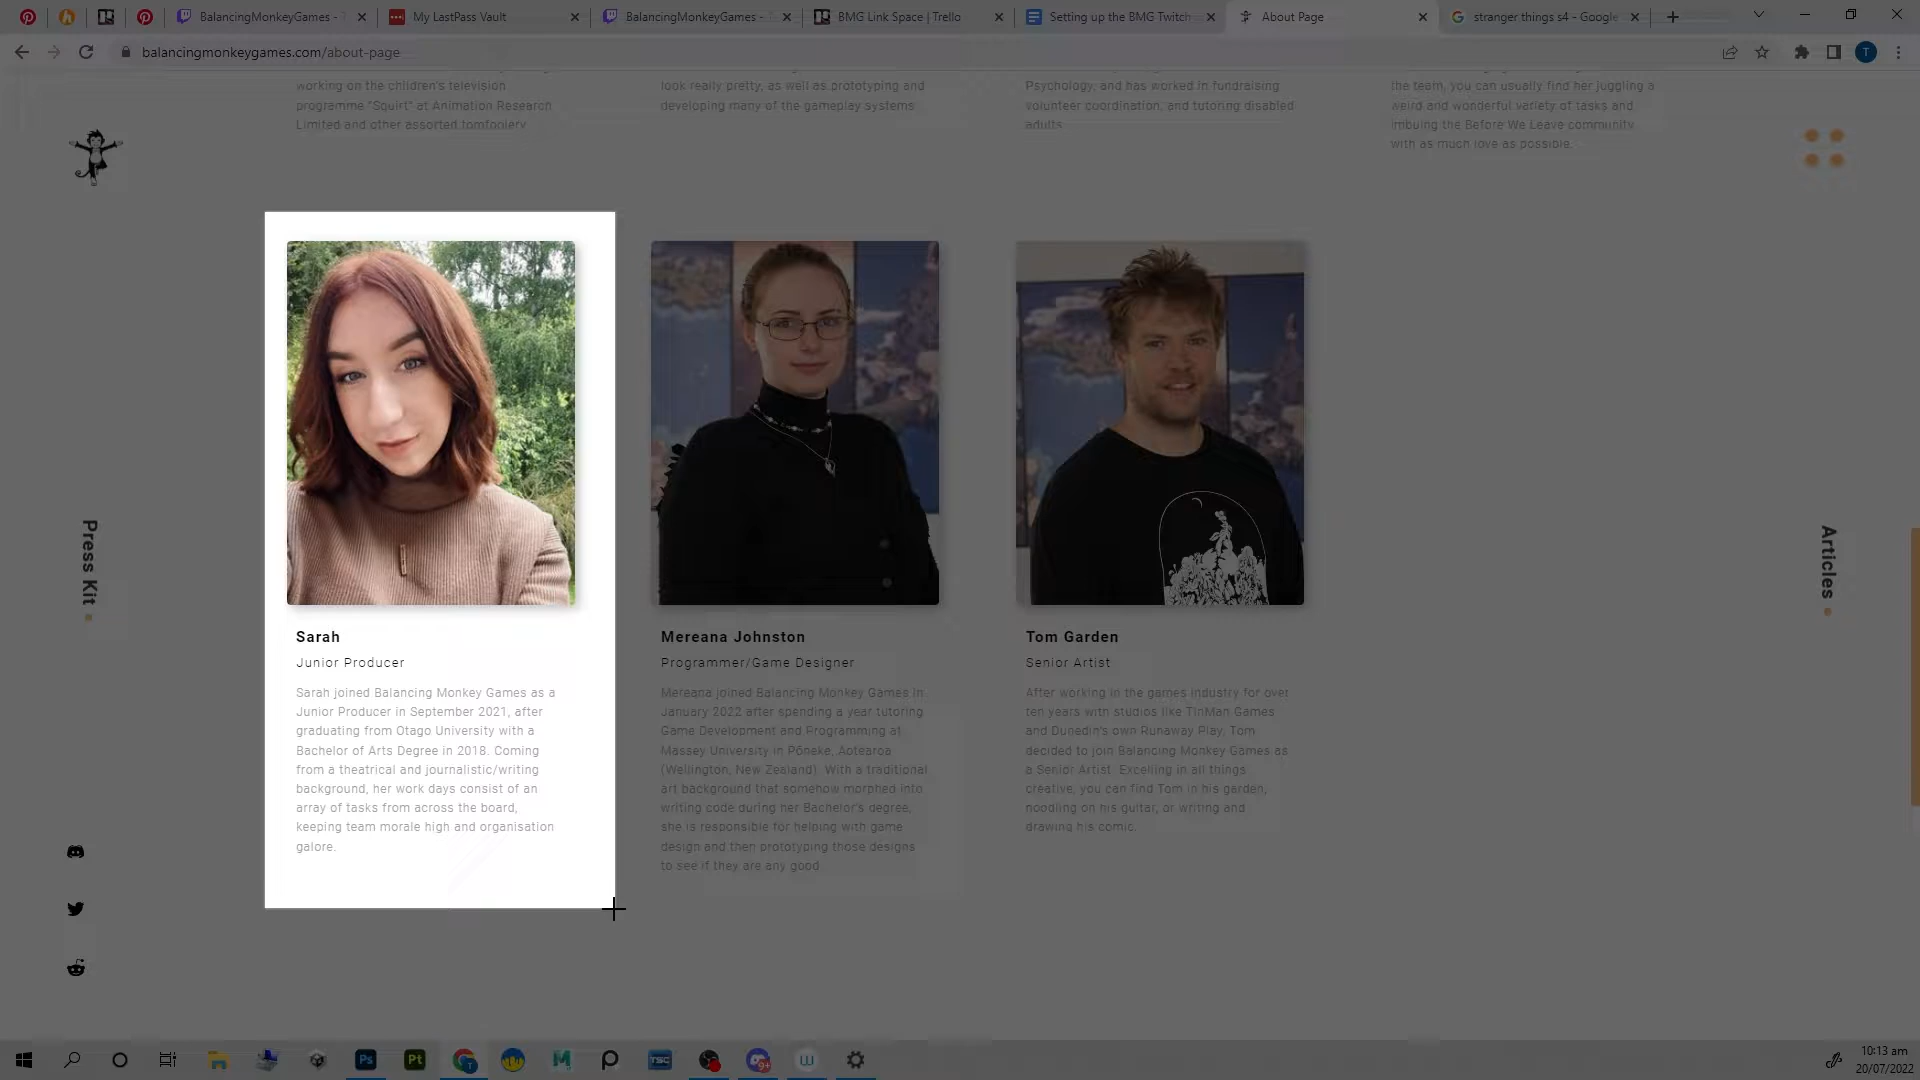 BalancingMonkeyGames - T
My LastPass Vault
BalancingMonkeyGames - T
BMG Link Space | Trello
Setting up the BMG Twitch
About Page
stranger things s4 - Google
balancingmonkeygames.com/about-page
T
working on the children's television
programme "Squirt" at Animation Research
Limited and other assorted tomfoolery.
look really pretty, as well as prototyping and
developing many of the gameplay systems.
Psychology, and has worked in fundraising
volunteer coordination, and tutoring disabled
adults.
the team, you can usually find her juggling a
weird and wonderful variety of tasks and
imbuing the Before We Leave community
with as much love as possible.
Press Kit
Articles
Sarah
Junior Producer
Sarah joined Balancing Monkey Games as a
Junior Producer in September 2021, after
graduating from Otago University with a
Bachelor of Arts Degree in 2018. Coming
from a theatrical and journalistic/writing
background, her work days consist of an
array of tasks from across the board,
keeping team morale high and organisation
galore.
Mereana Johnston
Programmer/Game Designer
Mereana joined Balancing Monkey Games in
January 2022 after spending a year tutoring
Game Development and Programming at
Massey University in Pōneke, Aotearoa
(Wellington, New Zealand). With a traditional
art background that somehow morphed into
writing code during her Bachelor's degree,
she is responsible for helping with game
design and then prototyping those designs
to see if they are any good
Tom Garden
Senior Artist
After working in the games industry for over
ten years with studios like TinMan Games
and Dunedin's own Runaway Play, Tom
decided to join Balancing Monkey Games as
a Senior Artist. Excelling in all things
creative, you can find Tom in his garden,
noodling on his guitar, or writing and
drawing his comic.
Ps
Pt
T
M
TSC
9+
10:13 am
20/07/2022